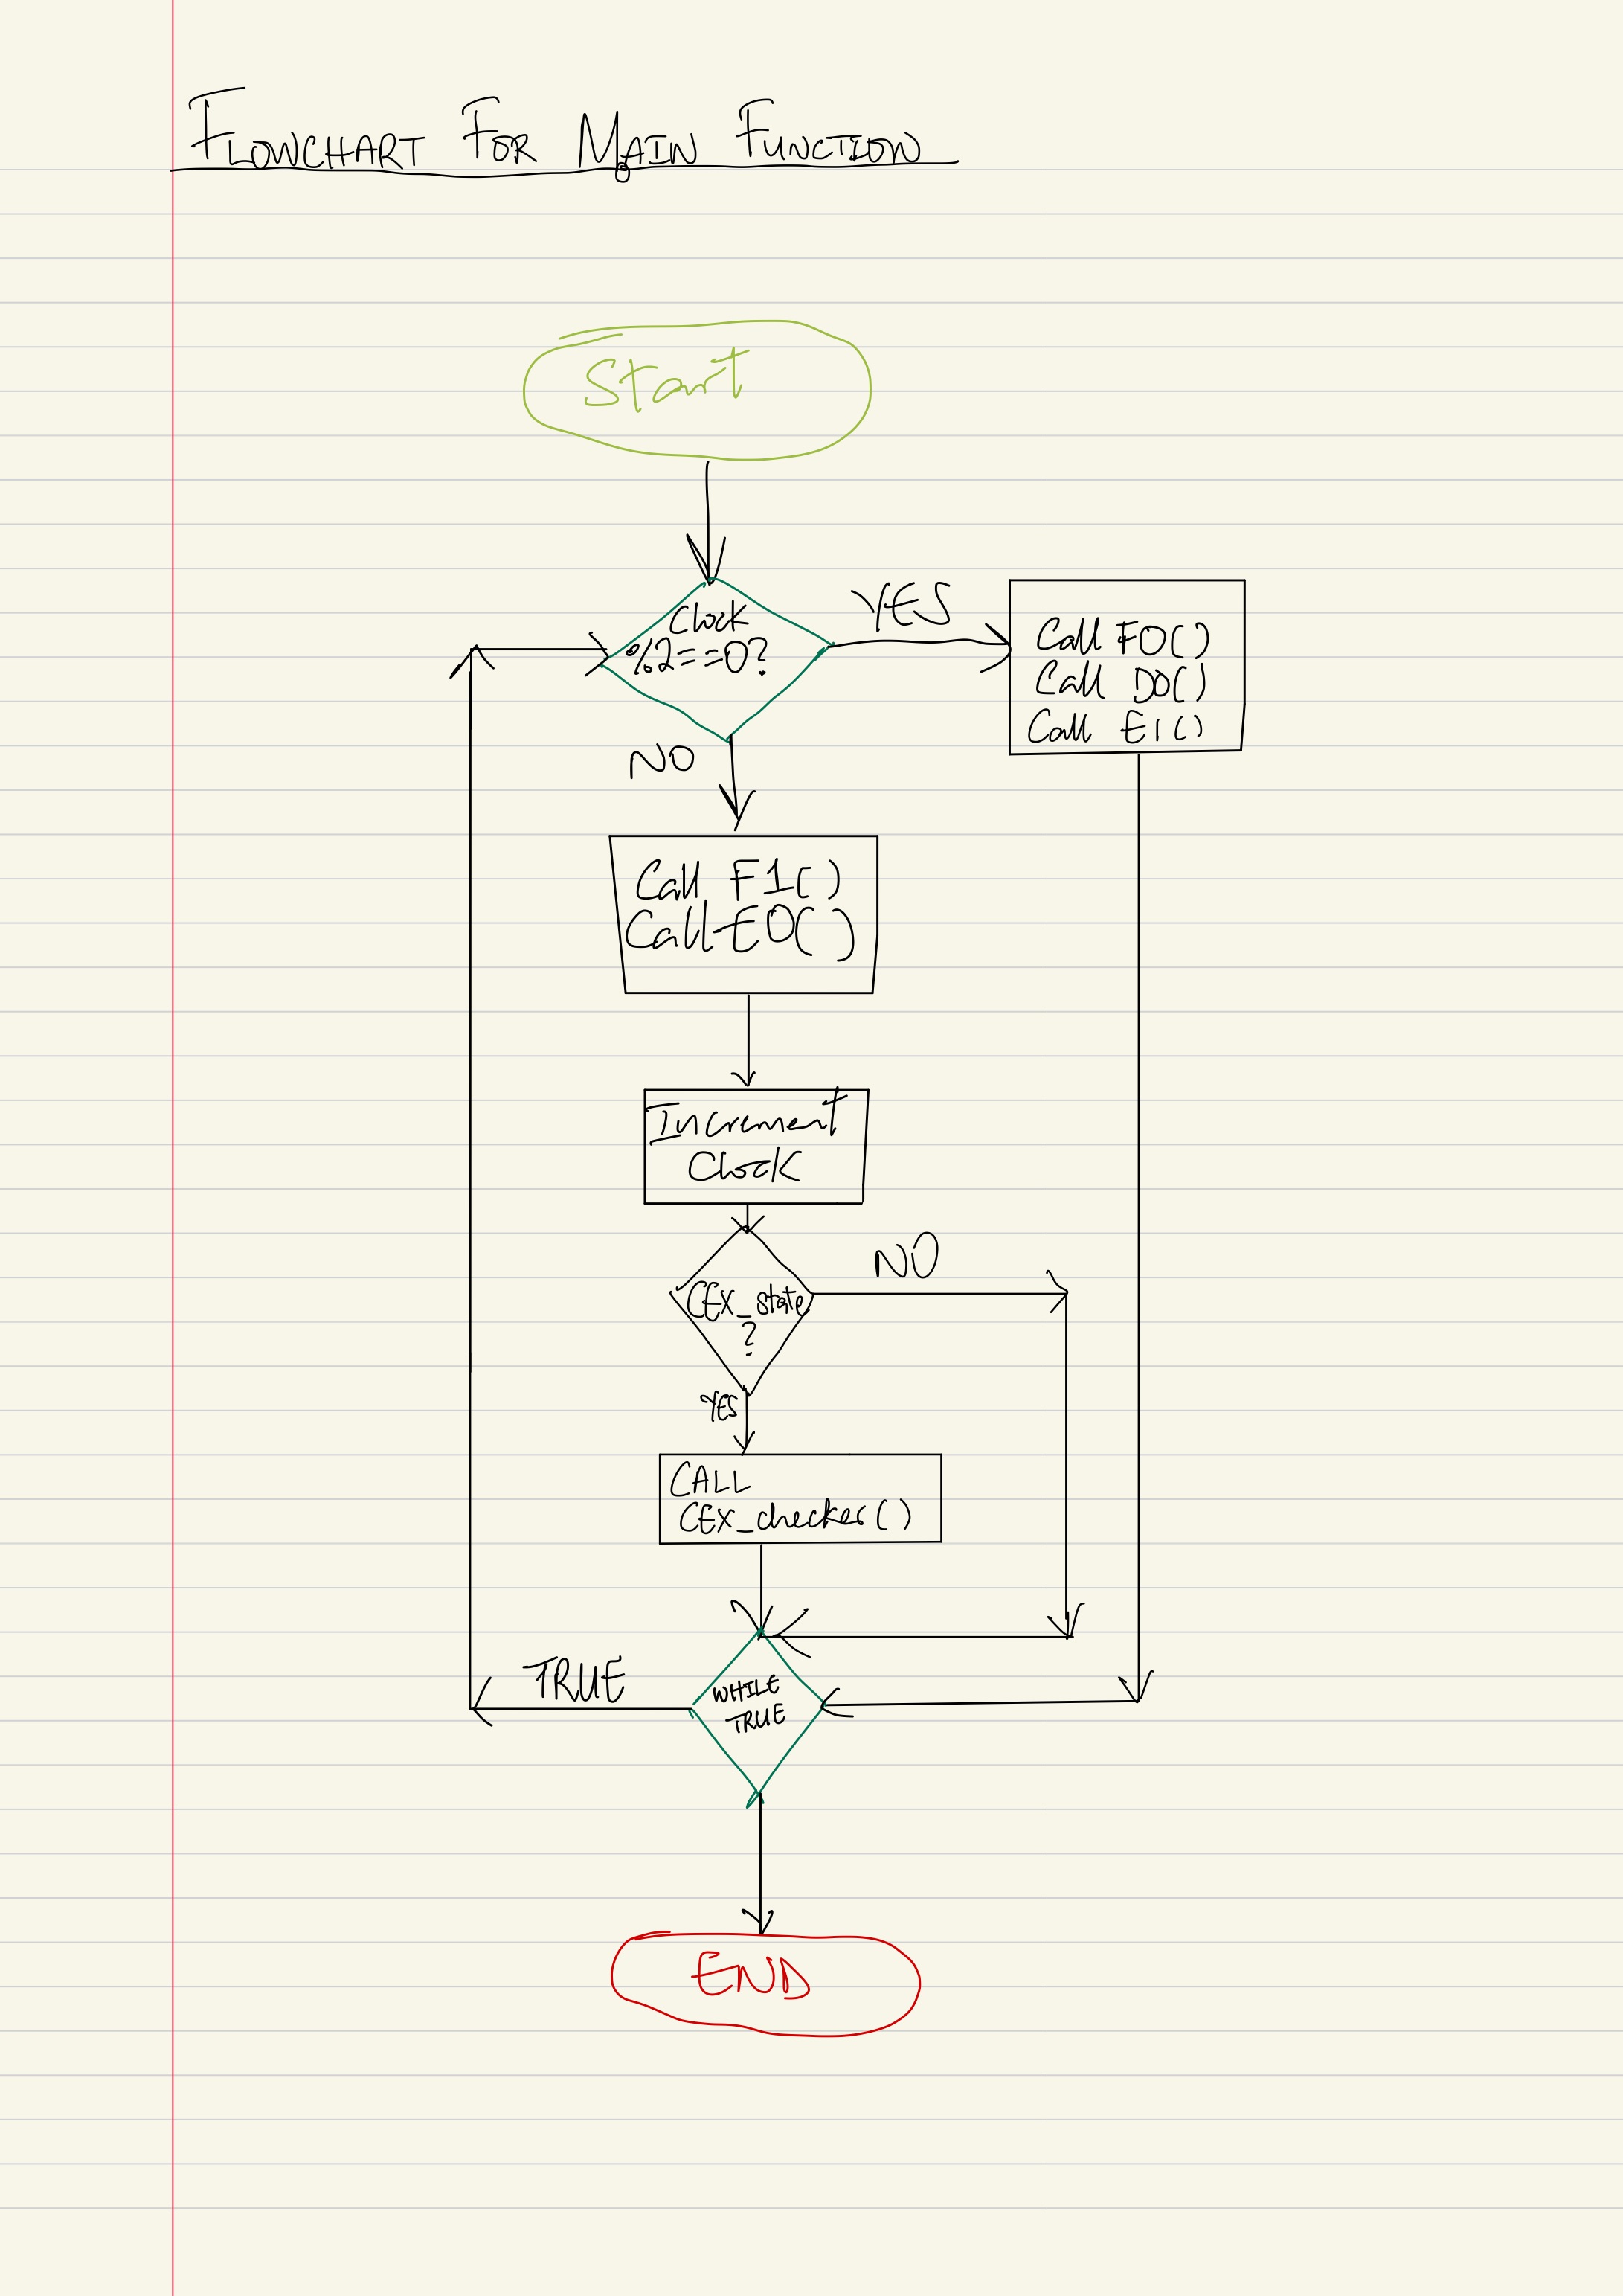 FLOWCHART FOR MAIN FUNCTION
Start
Clock
%2==0?
YES
Call F0()
Call D0()
Call E1()
NO
Call F1()
Call E0()
Increment
Clock
CEX_state
?
NO
YES
CALL
CEX_checker()
TRUE
WHILE
TRUE
END